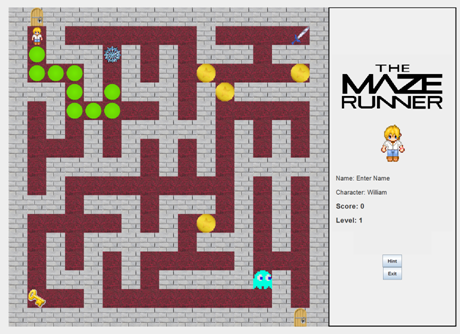 THE
MAZE
RUNNER
Name: Enter Name
Character: William
Score: 0
Level: 1
Hint
Exit